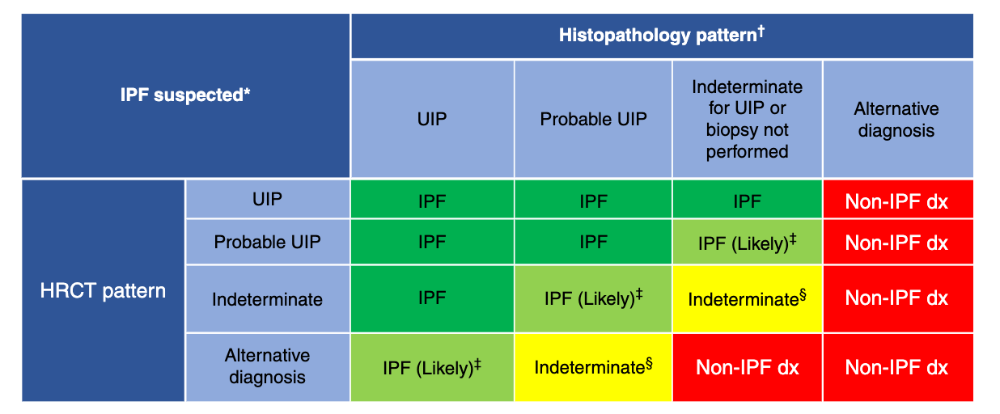 IPF suspected*
Histopathology pattern†
UIP
Probable UIP
Indeterminate
for UIP or
biopsy not
performed
Alternative
diagnosis
HRCT pattern
UIP
IPF
IPF
IPF
Non-IPF dx
Probable UIP
IPF
IPF
IPF (Likely)‡
Non-IPF dx
Indeterminate
IPF
IPF (Likely)‡
Indeterminate§
Non-IPF dx
Alternative
diagnosis
IPF (Likely)‡
Indeterminate§
Non-IPF dx
Non-IPF dx